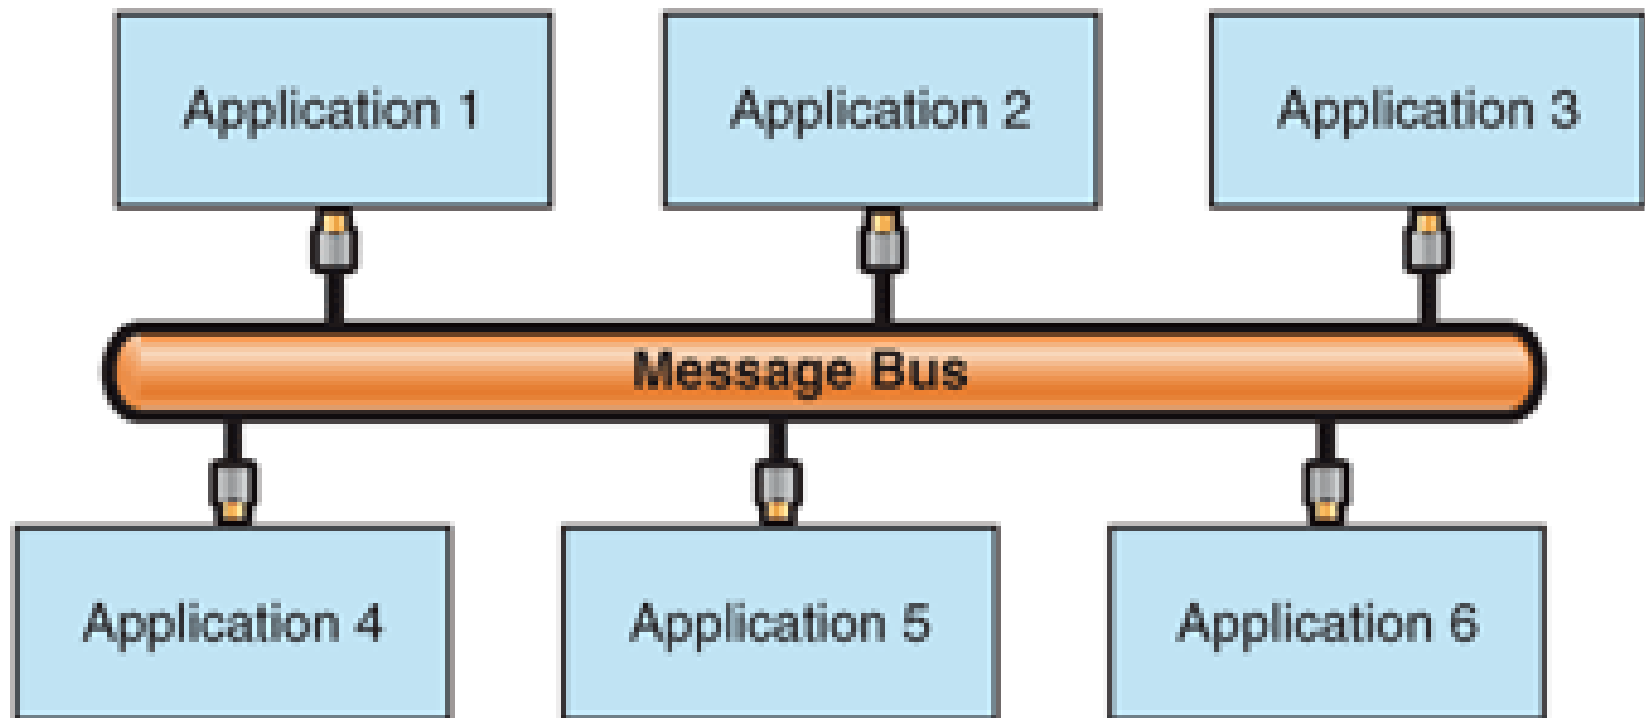 Application 1
Application 2
Application 3
Message Bus
Application 4
Application 5
Application 6